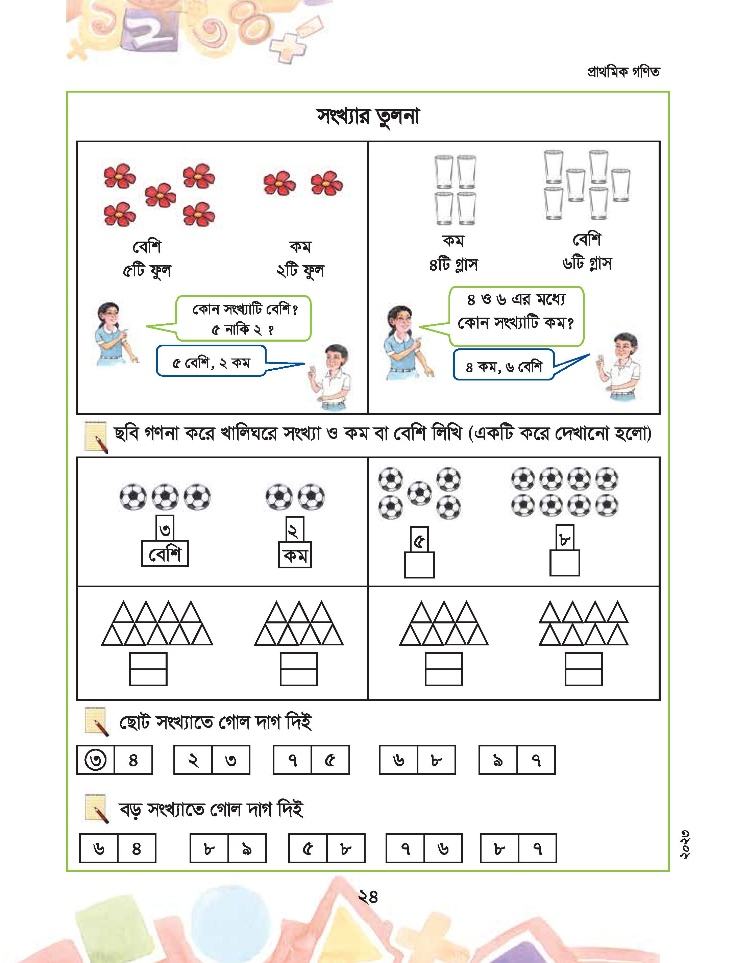 প্রাথমিক গণিত
সংখ্যার তুলনা
বেশি কম
৫টি ফুল ২টি ফুল
কম বেশি
৪টি গ্লাস ৬টি গ্লাস
কোন সংখ্যাটি বেশি?
৫ নাকি ২ ?
৫ বেশি, ২ কম
৪ ও ৬ এর মধ্যে
কোন সংখ্যাটি কম?
৪ কম, ৬ বেশি
ছবি গণনা করে খালিঘরে সংখ্যা ও কম বা বেশি লিখি (একটি করে দেখানো হলো)
৩ ২
বেশি কম
৫ ৮
ছোট সংখ্যাতে গোল দাগ দিই
৩ ৪ ২ ৩ ৭ ৫ ৬ ৮ ৯ ৭
বড় সংখ্যাতে গোল দাগ দিই
৬ ৪ ৮ ৯ ৫ ৮ ৭ ৬ ৮ ৭
২০২৩
২৪